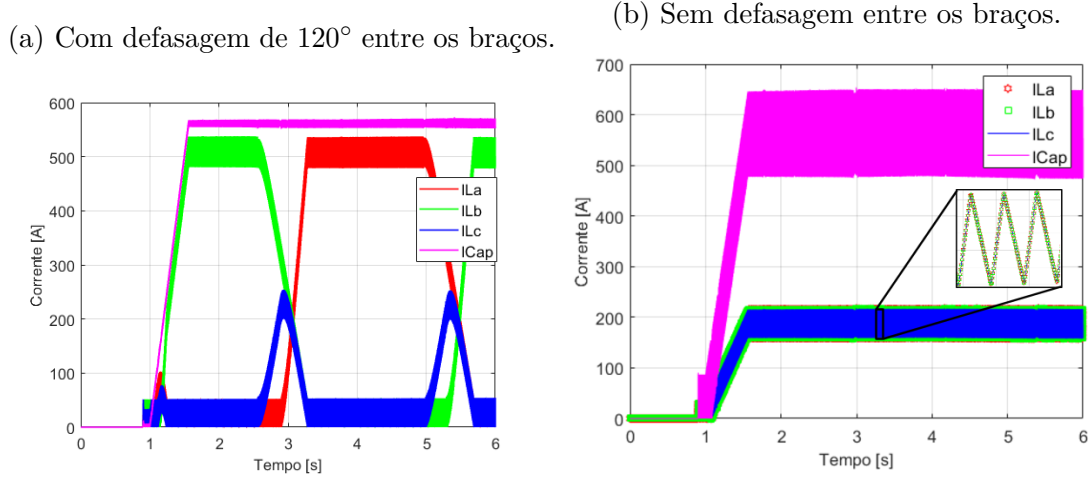 (a) Com defasagem de 120° entre os braços.
600
500
400
300
200
100
0
Corrente [A]
0 1 2 3 4 5 6
Tempo [s]
ILa
ILb
ILc
ICap
(b) Sem defasagem entre os braços.
700
600
500
400
300
200
100
0
Corrente [A]
0 1 2 3 4 5 6
Tempo [s]
ILa
ILb
ILc
ICap